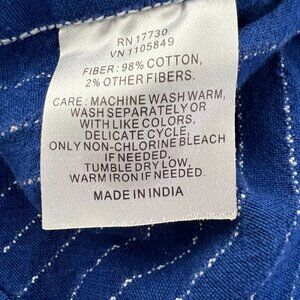 RN 17730
VN 1105849
FIBER : 98% COTTON,
2% OTHER FIBERS.
CARE : MACHINE WASH WARM,
WASH SEPARATELY OR
WITH LIKE COLORS,
DELICATE CYCLE,
ONLY NON-CHLORINE BLEACH
IF NEEDED,
TUMBLE DRY LOW,
WARM IRON IF NEEDED.
MADE IN INDIA